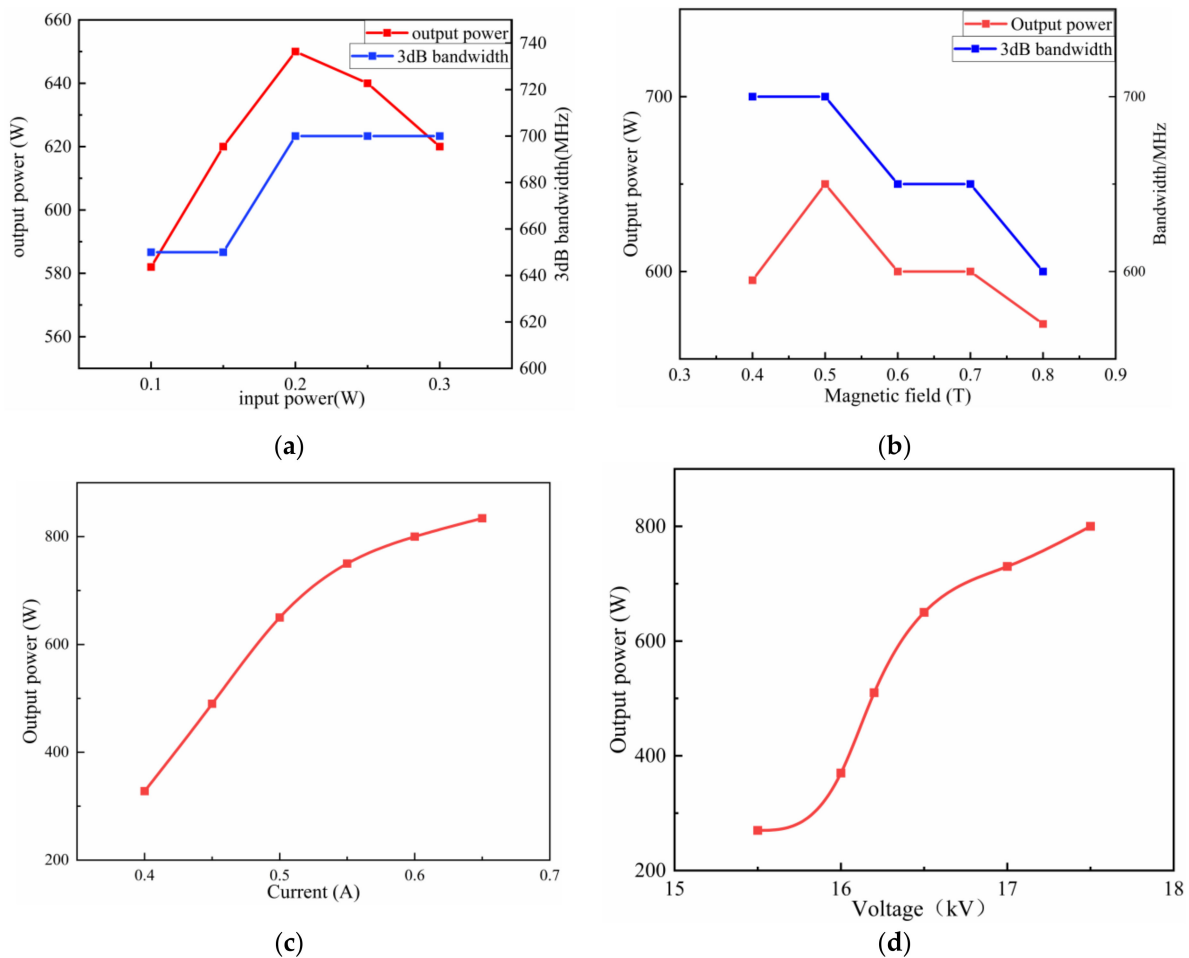 output power
3dB bandwidth
660
640
620
600
580
560
output power (W)
740
720
700
680
660
640
620
600
3dB bandwidth(MHz)
0.1 0.2 0.3
input power(W)
(a)
Output power
3dB bandwidth
700
600
Output power (W)
700
600
Bandwidth/MHz
0.3 0.4 0.5 0.6 0.7 0.8 0.9
Magnetic field (T)
(b)
800
600
400
200
Output power (W)
0.4 0.5 0.6 0.7
Current (A)
(c)
800
600
400
200
Output power (W)
15 16 17 18
Voltage（kV）
(d)